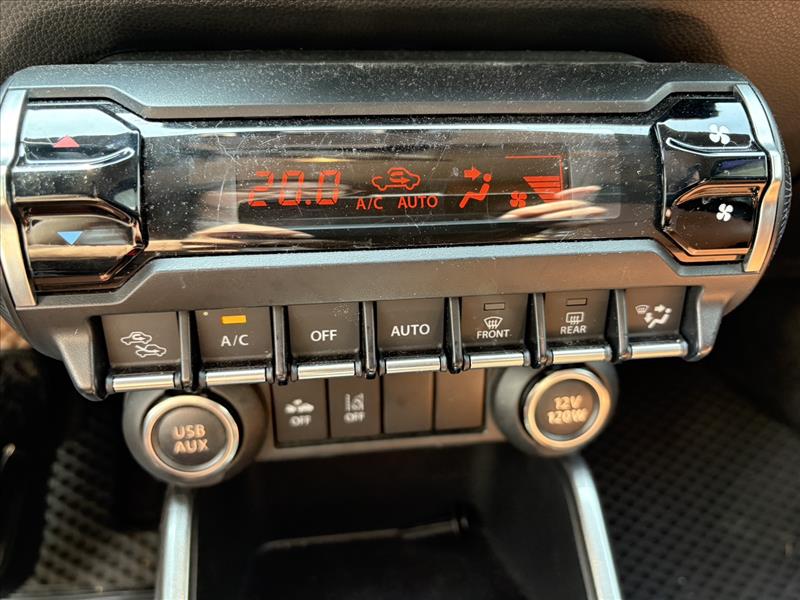 20.0 A/C AUTO
A/C
OFF
AUTO
FRONT
REAR
OFF
OFF
USB
AUX
12V
120W